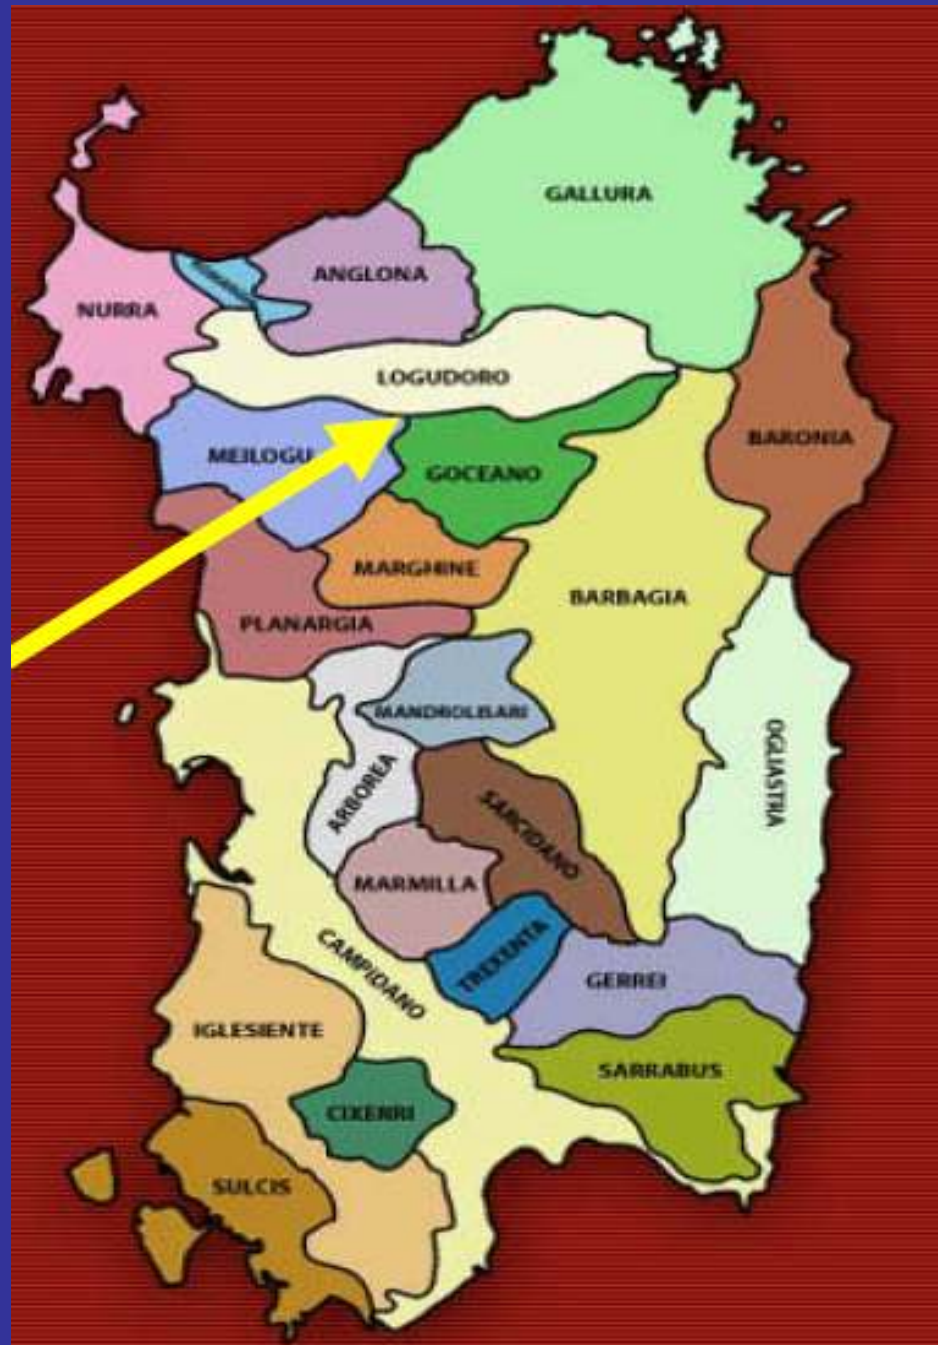 GALLURA
ANGLONA
NURRA
LOGUDORO
BARONIA
MEILOGU
GOCEANO
MARGHINE
BARBAGIA
PLANARGIA
MANDROLISARI
OGLIASTRA
ARBOREA
SARCIDANO
MARMILLA
TREXENTA
CAMPIDANO
GERREI
IGLESIENTE
SARRABUS
CIXERRI
SULCIS